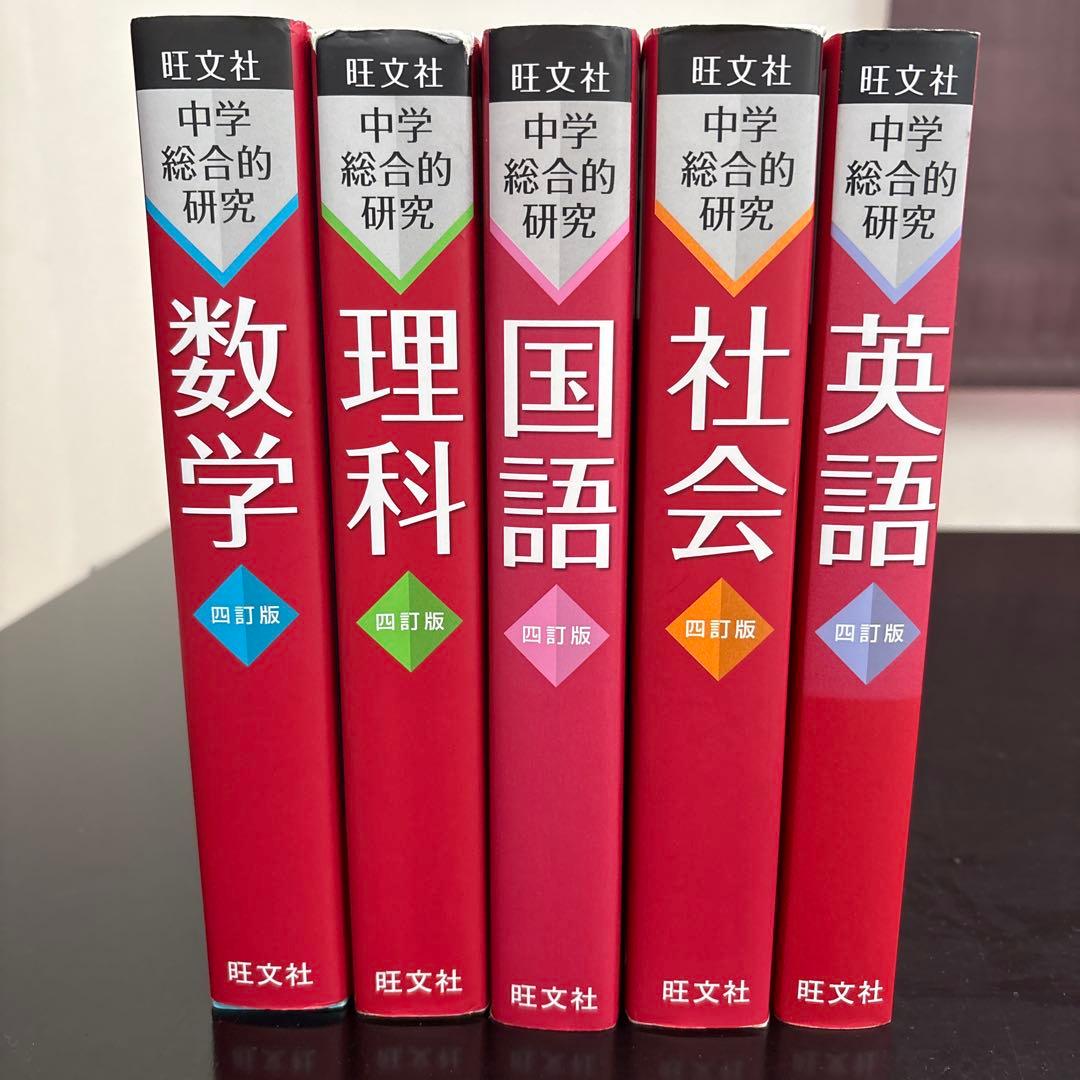 旺文社
中学
総合的
研究
数学
四訂版
旺文社
旺文社
中学
総合的
研究
理科
四訂版
旺文社
旺文社
中学
総合的
研究
国語
四訂版
旺文社
旺文社
中学
総合的
研究
社会
四訂版
旺文社
旺文社
中学
総合的
研究
英語
四訂版
旺文社